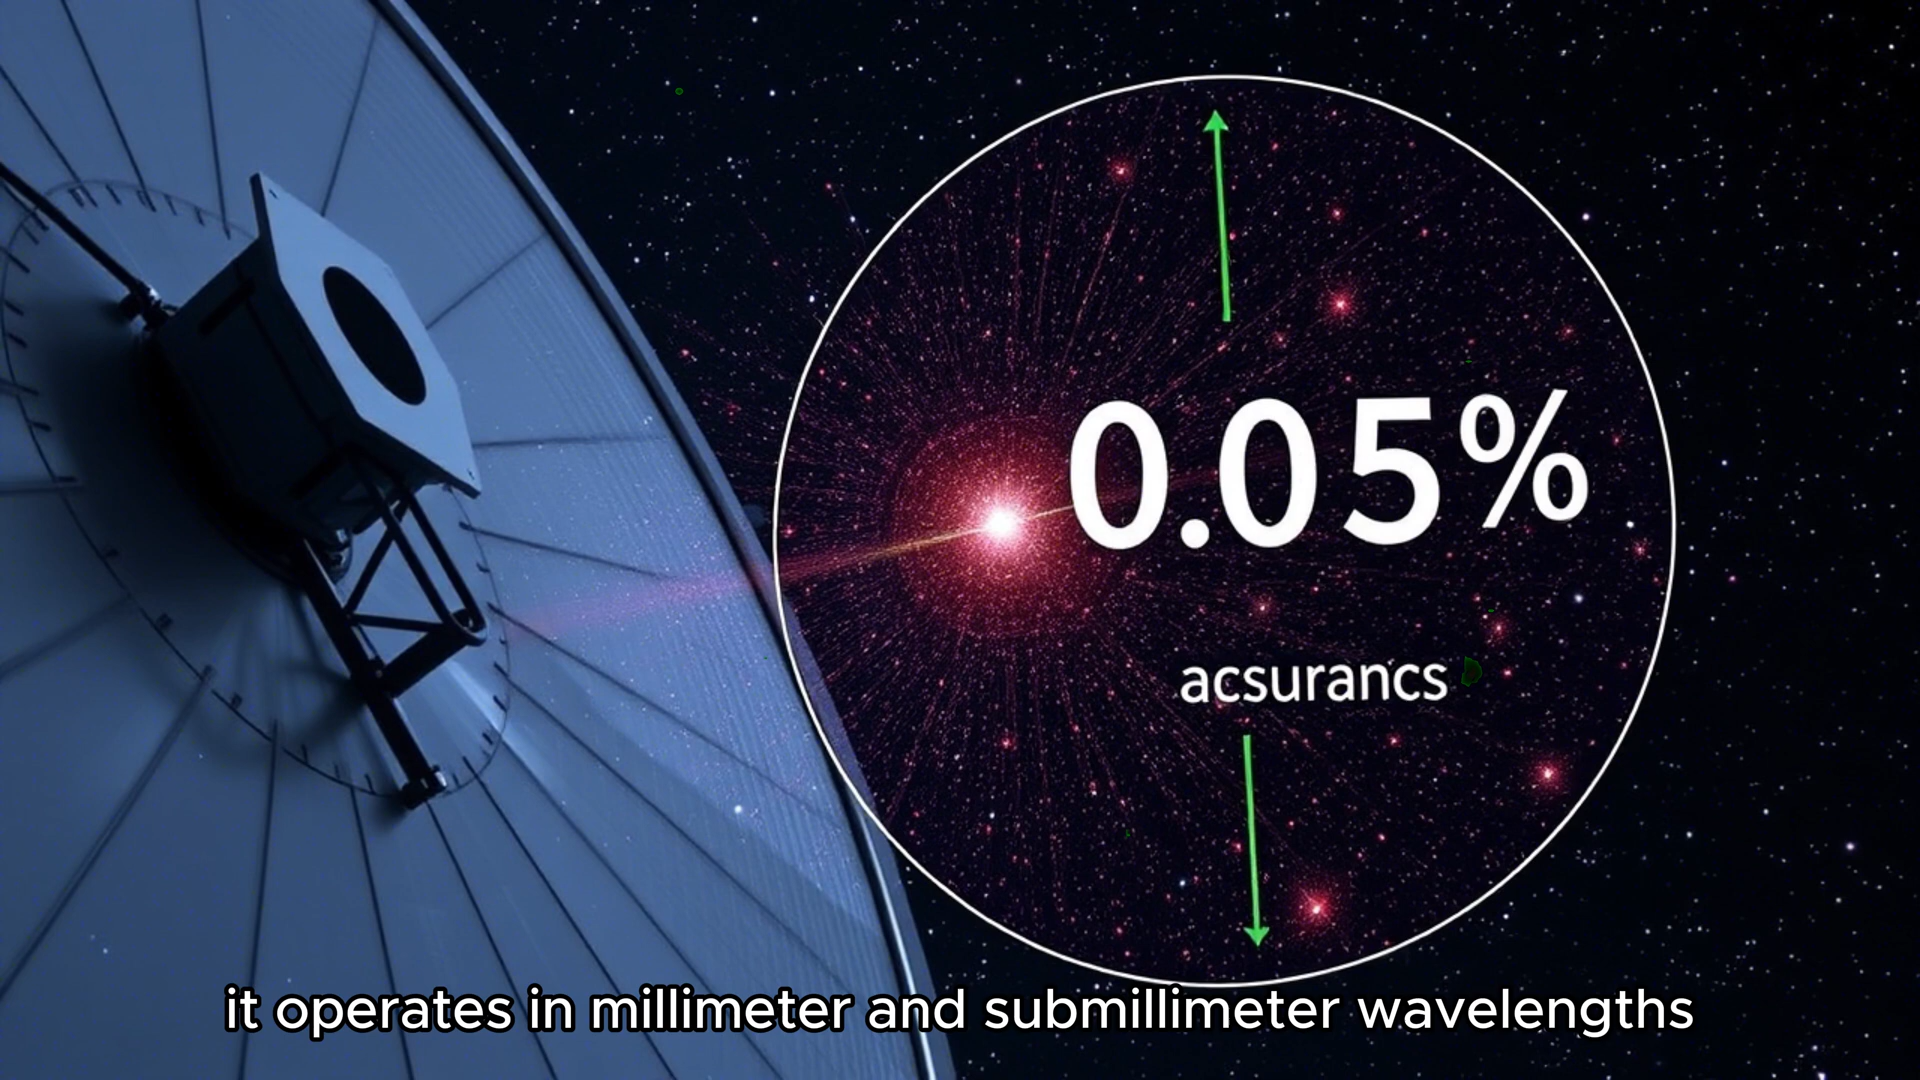 0.05%
acsurancs
it operates in millimeter and submillimeter wavelengths